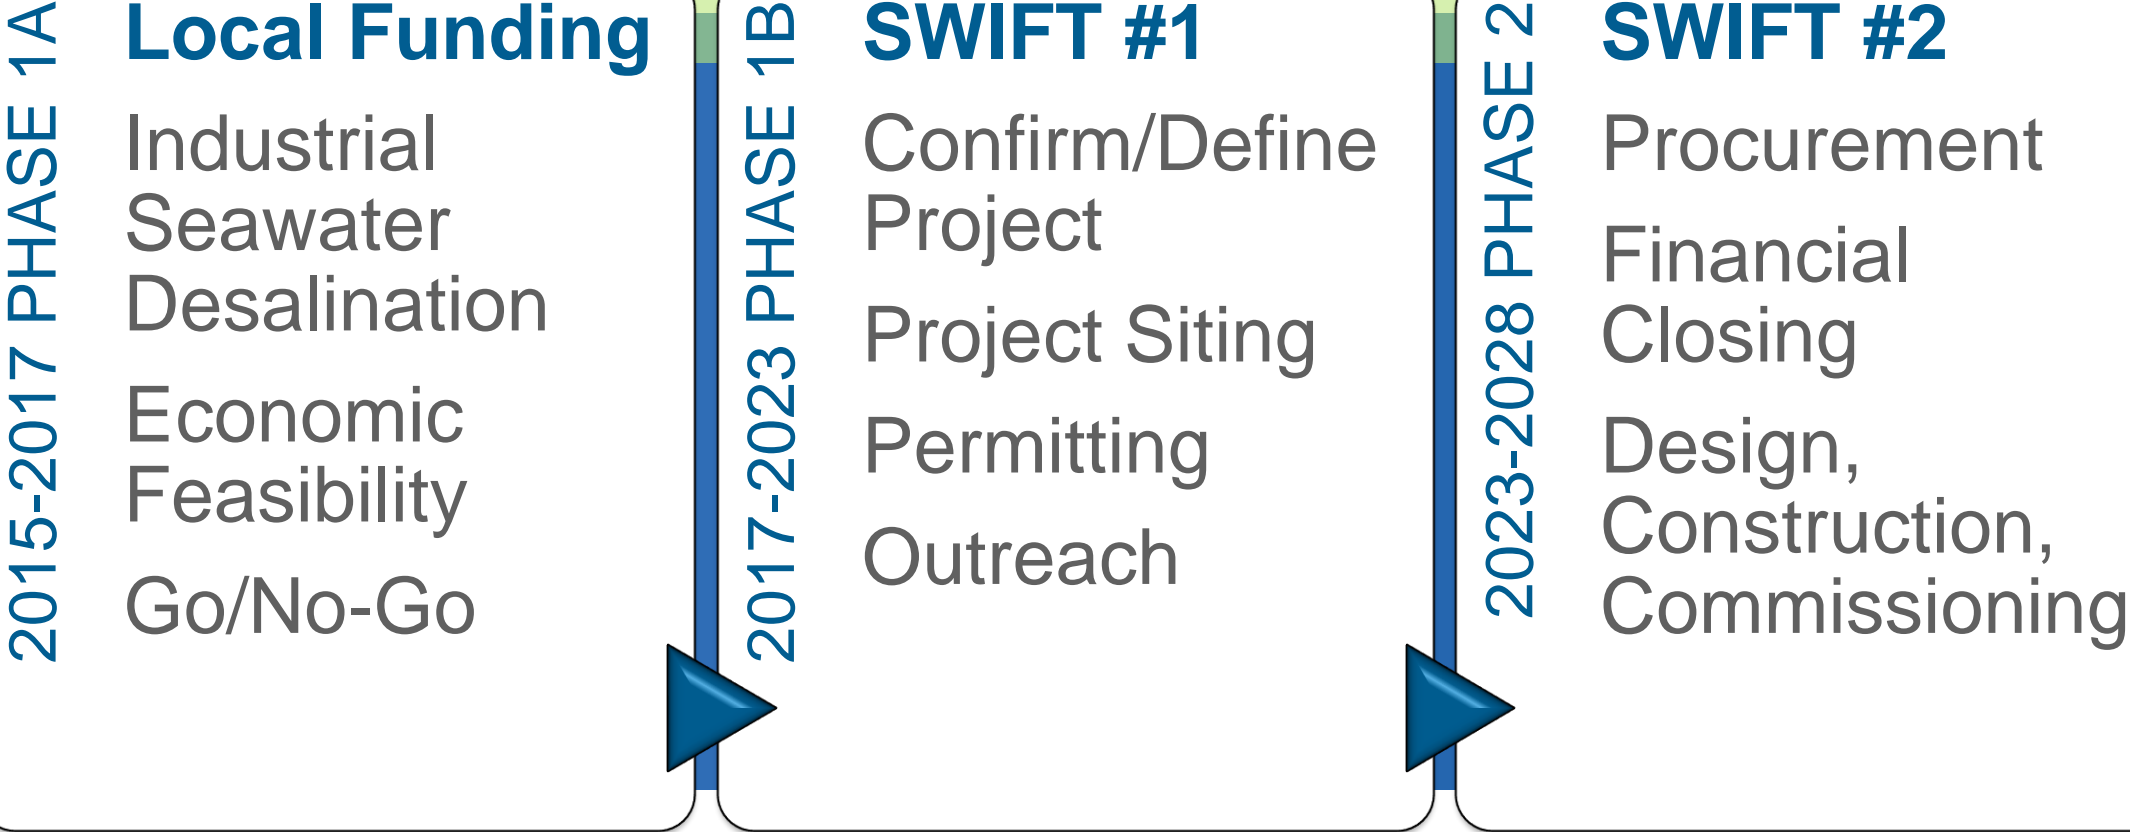 2015-2017 PHASE 1A
Local Funding
Industrial
Seawater
Desalination
Economic
Feasibility
Go/No-Go
2017-2023 PHASE 1B
SWIFT #1
Confirm/Define
Project
Project Siting
Permitting
Outreach
2023-2028 PHASE 2
SWIFT #2
Procurement
Financial
Closing
Design,
Construction,
Commissioning